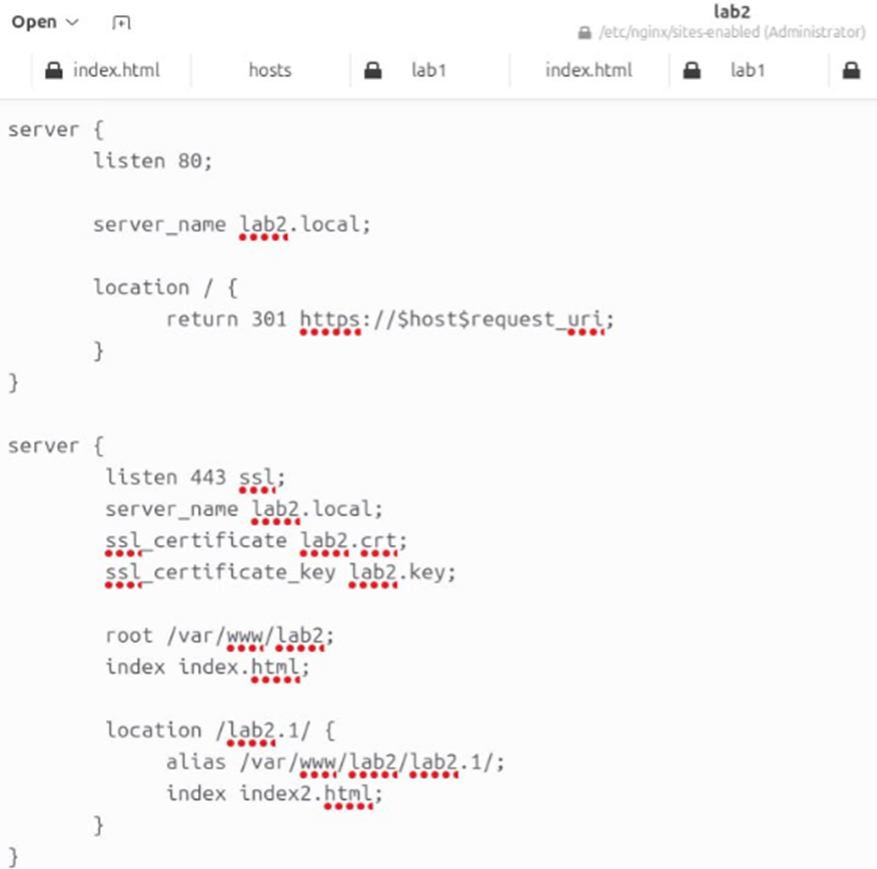 Open
lab2
/etc/nginx/sites-enabled (Administrator)
index.html hosts lab1 index.html lab1
server {
listen 80;
server_name lab2.local;
location / {
return 301 https://$host$request_uri;
}
}
server {
listen 443 ssl;
server_name lab2.local;
ssl_certificate lab2.crt;
ssl_certificate_key lab2.key;
root /var/www/lab2;
index index.html;
location /lab2.1/ {
alias /var/www/lab2/lab2.1/;
index index2.html;
}
}